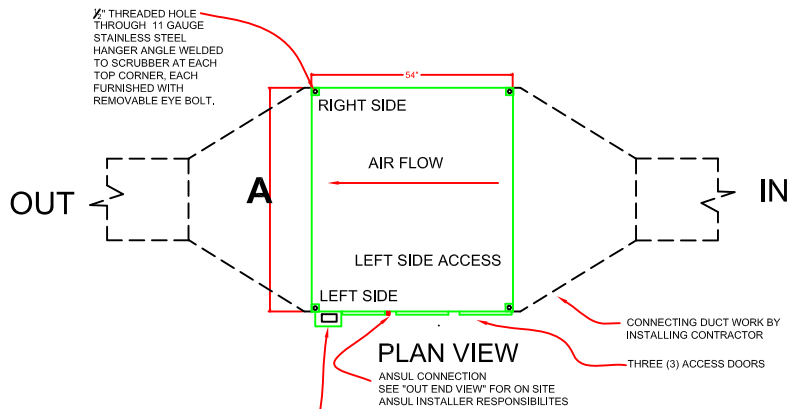 ½" THREADED HOLE
THROUGH 11 GAUGE
STAINLESS STEEL
HANGER ANGLE WELDED
TO SCRUBBER AT EACH
TOP CORNER, EACH
FURNISHED WITH
REMOVABLE EYE BOLT.
54"
RIGHT SIDE
AIR FLOW
OUT
A
IN
LEFT SIDE ACCESS
LEFT SIDE
CONNECTING DUCT WORK BY
INSTALLING CONTRACTOR
PLAN VIEW
THREE (3) ACCESS DOORS
ANSUL CONNECTION
SEE "OUT END VIEW" FOR ON SITE
ANSUL INSTALLER RESPONSIBILITES